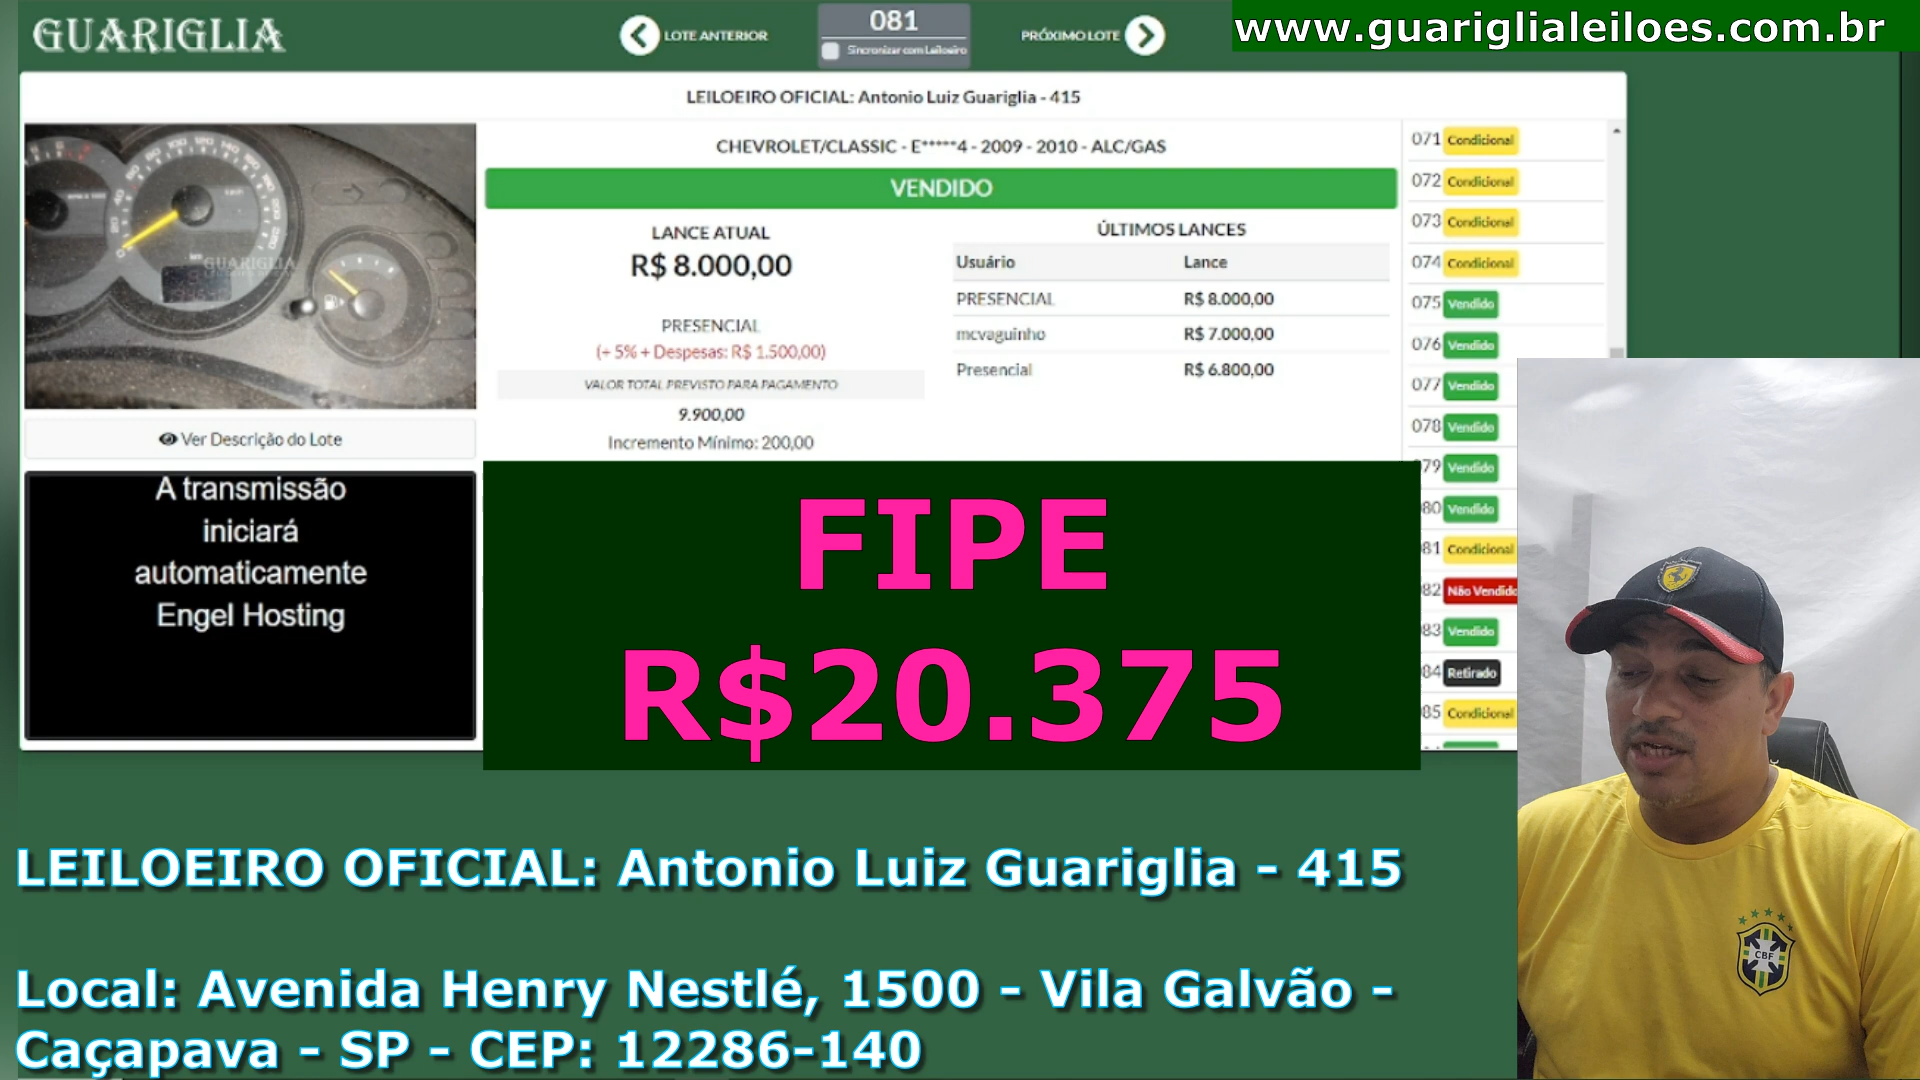 GUARIGLIA
LOTE ANTERIOR
081
Sincronizar com Leiloeiro
PRÓXIMO LOTE
www.guariglialeiloes.com.br
LEILOEIRO OFICIAL: Antonio Luiz Guariglia - 415
CHEVROLET/CLASSIC - E*****4 - 2009 - 2010 - ALC/GAS
VENDIDO
LANCE ATUAL
R$ 8.000,00
PRESENCIAL
(+ 5% + Despesas: R$ 1.500,00)
VALOR TOTAL PREVISTO PARA PAGAMENTO
9.900,00
Incremento Mínimo: 200,00
ÚLTIMOS LANCES
Usuário Lance
PRESENCIAL R$ 8.000,00
mcvaguinho R$ 7.000,00
Presencial R$ 6.800,00
071 Condicional
072 Condicional
073 Condicional
074 Condicional
075 Vendido
076 Vendido
077 Vendido
078 Vendido
79 Vendido
80 Vendido
81 Condicional
82 Não Vendido
83 Vendido
84 Retirado
85 Condicional
GUARIGLIA
Ver Descrição do Lote
A transmissão
iniciará
automaticamente
Engel Hosting
FIPE
R$20.375
LEILOEIRO OFICIAL: Antonio Luiz Guariglia - 415
Local: Avenida Henry Nestlé, 1500 - Vila Galvão -
Caçapava - SP - CEP: 12286-140
CBF